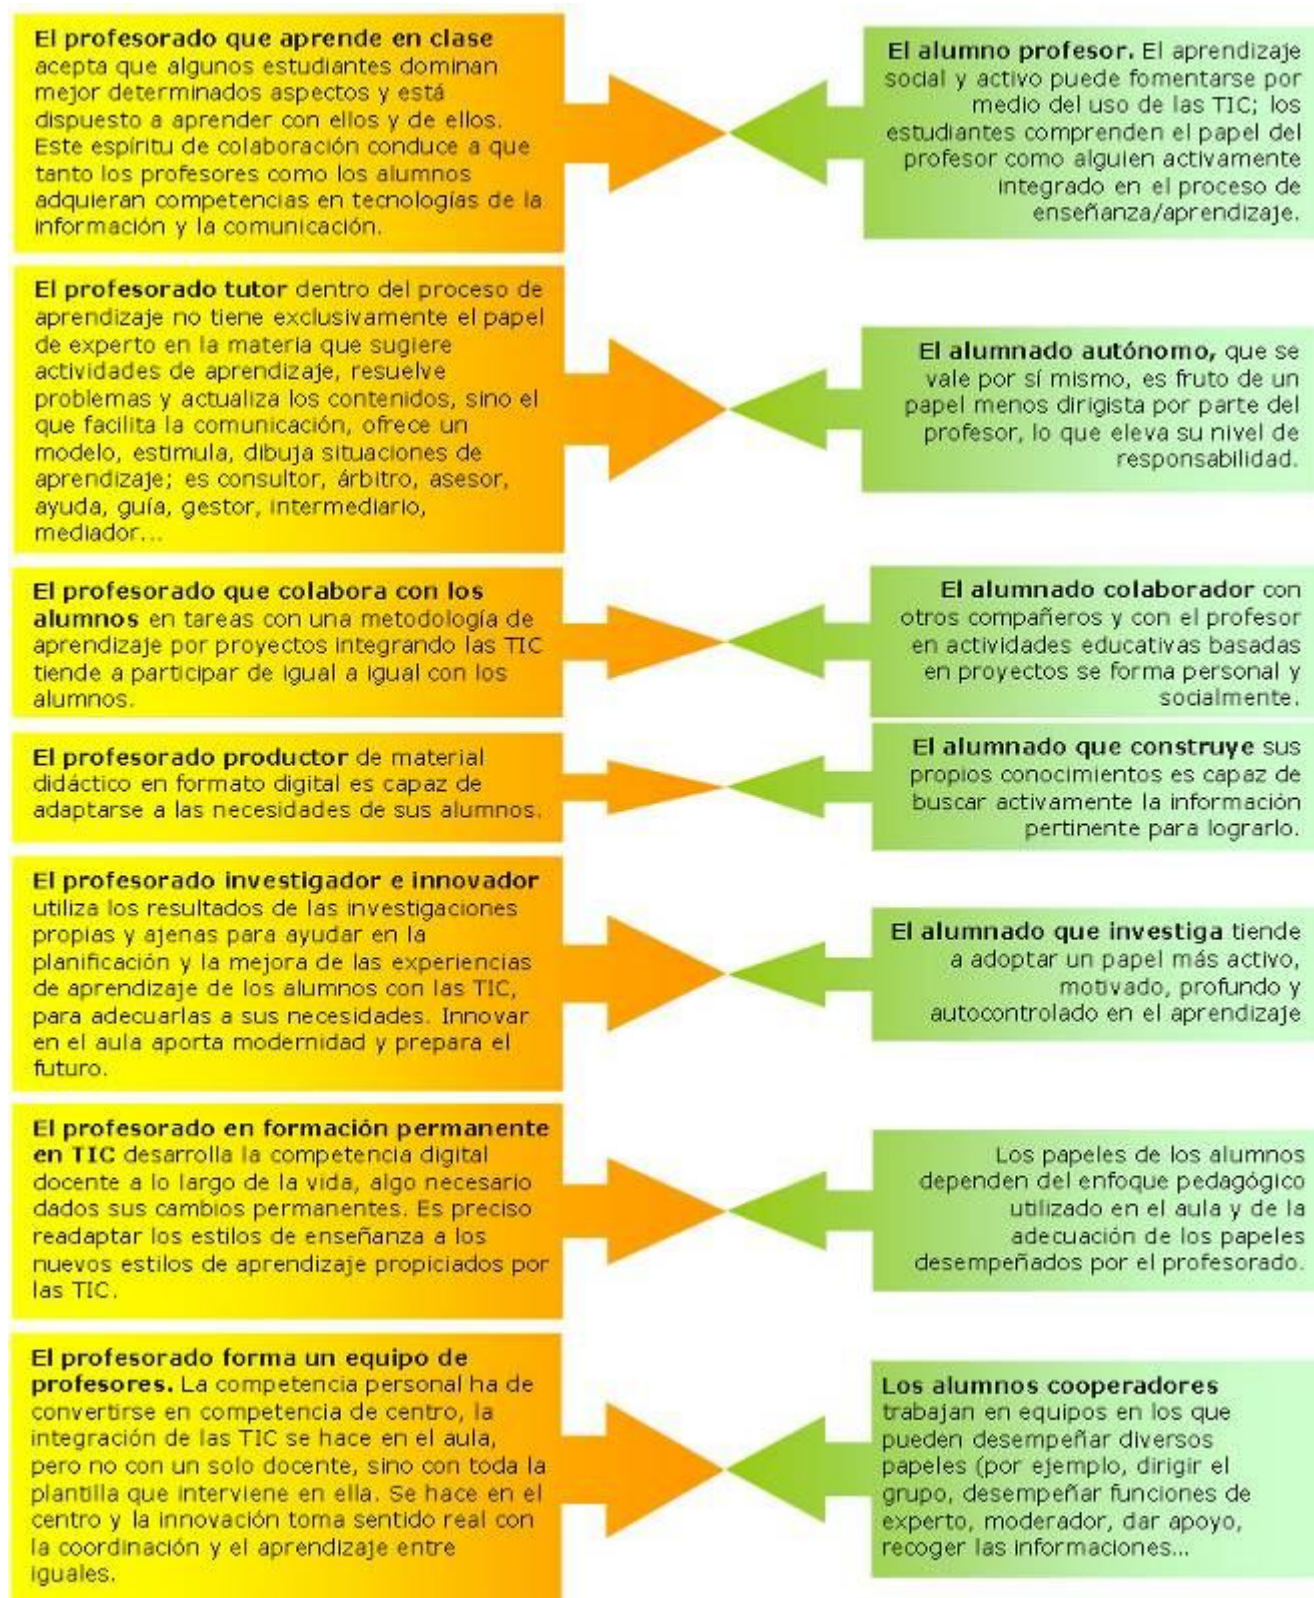 El profesorado que aprende en clase
acepta que algunos estudiantes dominan
mejor determinados aspectos y está
dispuesto a aprender con ellos y de ellos.
Este espíritu de colaboración conduce a que
tanto los profesores como los alumnos
adquieran competencias en tecnologías de la
información y la comunicación.
El alumno profesor. El aprendizaje
social y activo puede fomentarse por
medio del uso de las TIC; los
estudiantes comprenden el papel del
profesor como alguien activamente
integrado en el proceso de
enseñanza/aprendizaje.
El profesorado tutor dentro del proceso de
aprendizaje no tiene exclusivamente el papel
de experto en la materia que sugiere
actividades de aprendizaje, resuelve
problemas y actualiza los contenidos, sino el
que facilita la comunicación, ofrece un
modelo, estimula, dibuja situaciones de
aprendizaje; es consultor, árbitro, asesor,
ayuda, guía, gestor, intermediario,
mediador...
El alumnado autónomo, que se
vale por sí mismo, es fruto de un
papel menos dirigista por parte del
profesor, lo que eleva su nivel de
responsabilidad.
El profesorado que colabora con los
alumnos en tareas con una metodología de
aprendizaje por proyectos integrando las TIC
tiende a participar de igual a igual con los
alumnos.
El alumnado colaborador con
otros compañeros y con el profesor
en actividades educativas basadas
en proyectos se forma personal y
socialmente.
El profesorado productor de material
didáctico en formato digital es capaz de
adaptarse a las necesidades de sus alumnos.
El alumnado que construye sus
propios conocimientos es capaz de
buscar activamente la información
pertinente para lograrlo.
El profesorado investigador e innovador
utiliza los resultados de las investigaciones
propias y ajenas para ayudar en la
planificación y la mejora de las experiencias
de aprendizaje de los alumnos con las TIC,
para adecuarlas a sus necesidades. Innovar
en el aula aporta modernidad y prepara el
futuro.
El alumnado que investiga tiende
a adoptar un papel más activo,
motivado, profundo y
autocontrolado en el aprendizaje
El profesorado en formación permanente
en TIC desarrolla la competencia digital
docente a lo largo de la vida, algo necesario
dados sus cambios permanentes. Es preciso
readaptar los estilos de enseñanza a los
nuevos estilos de aprendizaje propiciados por
las TIC.
Los papeles de los alumnos
dependen del enfoque pedagógico
utilizado en el aula y de la
adecuación de los papeles
desempeñados por el profesorado.
El profesorado forma un equipo de
profesores. La competencia personal ha de
convertirse en competencia de centro, la
integración de las TIC se hace en el aula,
pero no con un solo docente, sino con toda la
plantilla que interviene en ella. Se hace en el
centro y la innovación toma sentido real con
la coordinación y el aprendizaje entre
iguales.
Los alumnos cooperadores
trabajan en equipos en los que
pueden desempeñar diversos
papeles (por ejemplo, dirigir el
grupo, desempeñar funciones de
experto, moderador, dar apoyo,
recoger las informaciones...